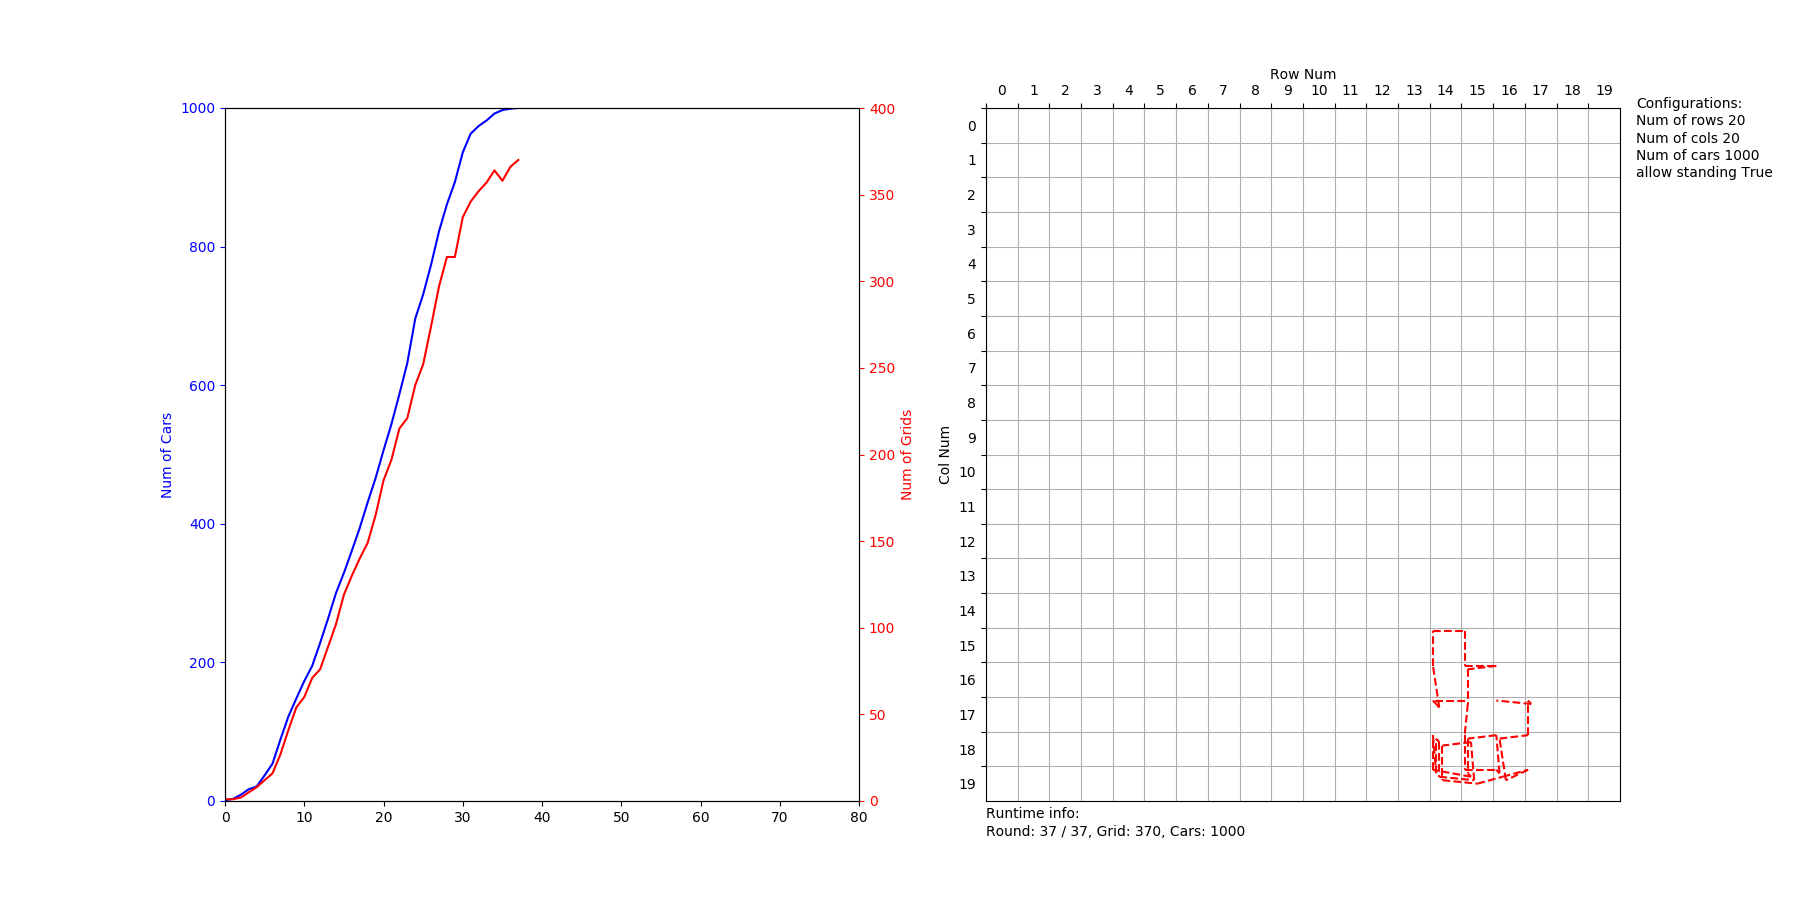 Row Num
0 1 2 3 4 5 6 7 8 9 10 11 12 13 14 15 16 17 18 19
Configurations:
Num of rows 20
Num of cols 20
Num of cars 1000
allow standing True
1000
800
600
400
200
0
Num of Cars
400
350
300
250
200
150
100
50
0
Num of Grids
0 10 20 30 40 50 60 70 80
Col Num
0
1
2
3
4
5
6
7
8
9
10
11
12
13
14
15
16
17
18
19
Runtime info:
Round: 37 / 37, Grid: 370, Cars: 1000